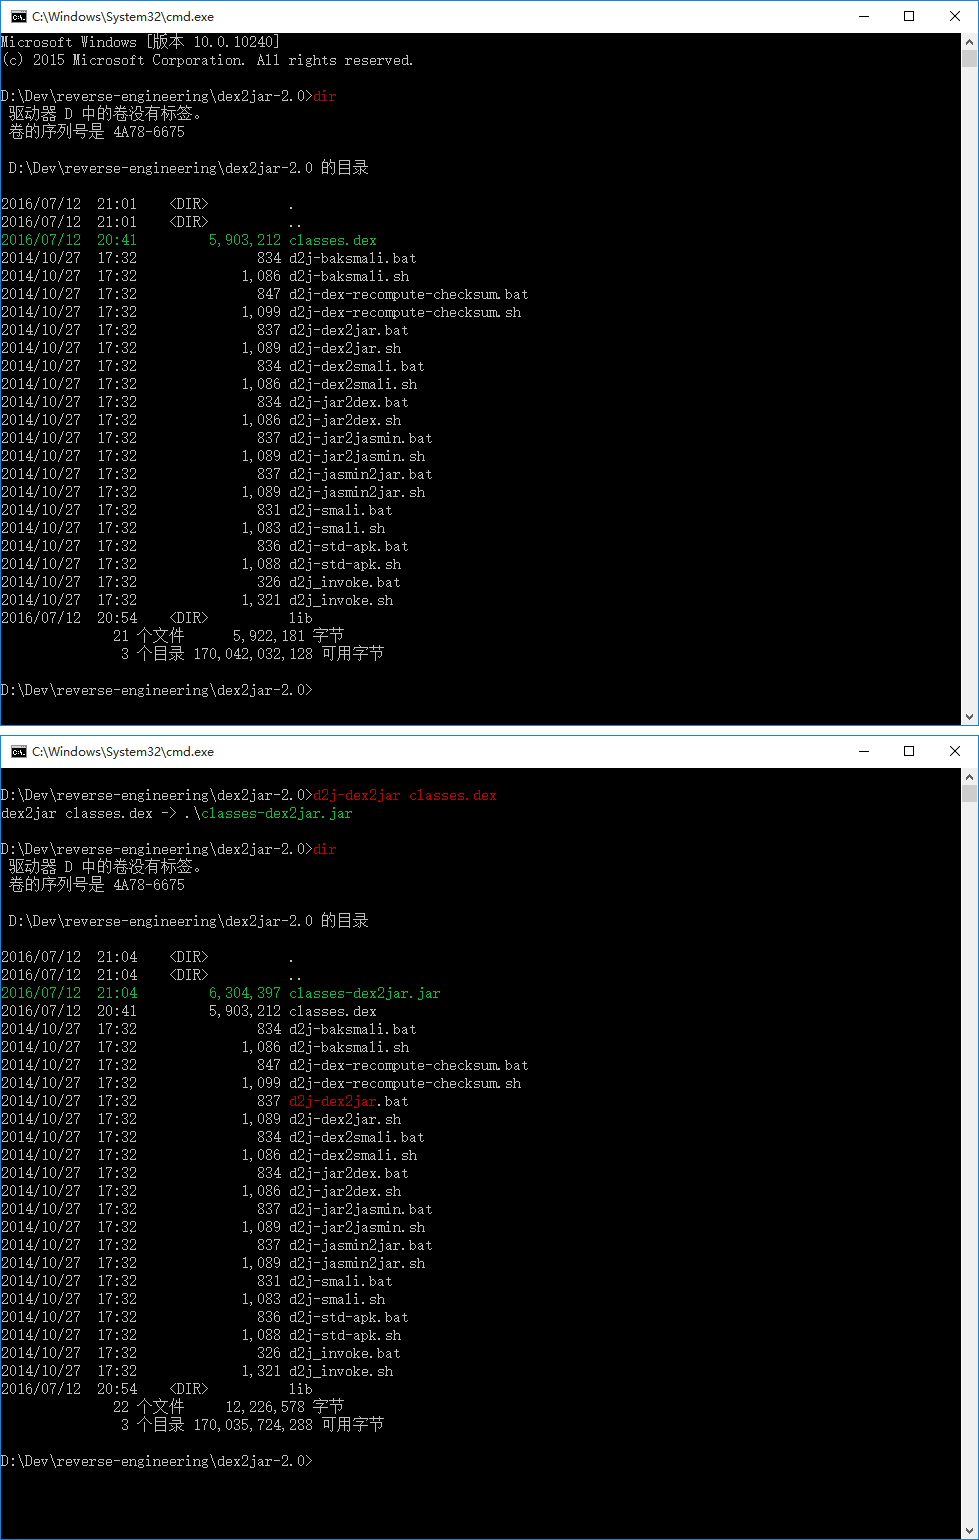 C:\Windows\System32\cmd.exe
Microsoft Windows [版本 10.0.10240]
(c) 2015 Microsoft Corporation. All rights reserved.
D:\Dev\reverse-engineering\dex2jar-2.0>dir
驱动器 D 中的卷没有标签。
卷的序列号是 4A78-6675
D:\Dev\reverse-engineering\dex2jar-2.0 的目录
2016/07/12  21:01    <DIR>          .
2016/07/12  21:01    <DIR>          ..
2016/07/12  20:41         5,903,212 classes.dex
2014/10/27  17:32               834 d2j-baksmali.bat
2014/10/27  17:32             1,086 d2j-baksmali.sh
2014/10/27  17:32               847 d2j-dex-recompute-checksum.bat
2014/10/27  17:32             1,099 d2j-dex-recompute-checksum.sh
2014/10/27  17:32               837 d2j-dex2jar.bat
2014/10/27  17:32             1,089 d2j-dex2jar.sh
2014/10/27  17:32               834 d2j-dex2smali.bat
2014/10/27  17:32             1,086 d2j-dex2smali.sh
2014/10/27  17:32               834 d2j-jar2dex.bat
2014/10/27  17:32             1,086 d2j-jar2dex.sh
2014/10/27  17:32               837 d2j-jar2jasmin.bat
2014/10/27  17:32             1,089 d2j-jar2jasmin.sh
2014/10/27  17:32               837 d2j-jasmin2jar.bat
2014/10/27  17:32             1,089 d2j-jasmin2jar.sh
2014/10/27  17:32               831 d2j-smali.bat
2014/10/27  17:32             1,083 d2j-smali.sh
2014/10/27  17:32               836 d2j-std-apk.bat
2014/10/27  17:32             1,088 d2j-std-apk.sh
2014/10/27  17:32               326 d2j_invoke.bat
2014/10/27  17:32             1,321 d2j_invoke.sh
2016/07/12  20:54    <DIR>          lib
21 个文件      5,922,181 字节
3 个目录 170,042,032,128 可用字节
D:\Dev\reverse-engineering\dex2jar-2.0>
C:\Windows\System32\cmd.exe
D:\Dev\reverse-engineering\dex2jar-2.0>d2j-dex2jar classes.dex
dex2jar classes.dex -> .\classes-dex2jar.jar
D:\Dev\reverse-engineering\dex2jar-2.0>dir
驱动器 D 中的卷没有标签。
卷的序列号是 4A78-6675
D:\Dev\reverse-engineering\dex2jar-2.0 的目录
2016/07/12  21:04    <DIR>          .
2016/07/12  21:04    <DIR>          ..
2016/07/12  21:04         6,304,397 classes-dex2jar.jar
2016/07/12  20:41         5,903,212 classes.dex
2014/10/27  17:32               834 d2j-baksmali.bat
2014/10/27  17:32             1,086 d2j-baksmali.sh
2014/10/27  17:32               847 d2j-dex-recompute-checksum.bat
2014/10/27  17:32             1,099 d2j-dex-recompute-checksum.sh
2014/10/27  17:32               837 d2j-dex2jar.bat
2014/10/27  17:32             1,089 d2j-dex2jar.sh
2014/10/27  17:32               834 d2j-dex2smali.bat
2014/10/27  17:32             1,086 d2j-dex2smali.sh
2014/10/27  17:32               834 d2j-jar2dex.bat
2014/10/27  17:32             1,086 d2j-jar2dex.sh
2014/10/27  17:32               837 d2j-jar2jasmin.bat
2014/10/27  17:32             1,089 d2j-jar2jasmin.sh
2014/10/27  17:32               837 d2j-jasmin2jar.bat
2014/10/27  17:32             1,089 d2j-jasmin2jar.sh
2014/10/27  17:32               831 d2j-smali.bat
2014/10/27  17:32             1,083 d2j-smali.sh
2014/10/27  17:32               836 d2j-std-apk.bat
2014/10/27  17:32             1,088 d2j-std-apk.sh
2014/10/27  17:32               326 d2j_invoke.bat
2014/10/27  17:32             1,321 d2j_invoke.sh
2016/07/12  20:54    <DIR>          lib
22 个文件     12,226,578 字节
3 个目录 170,035,724,288 可用字节
D:\Dev\reverse-engineering\dex2jar-2.0>